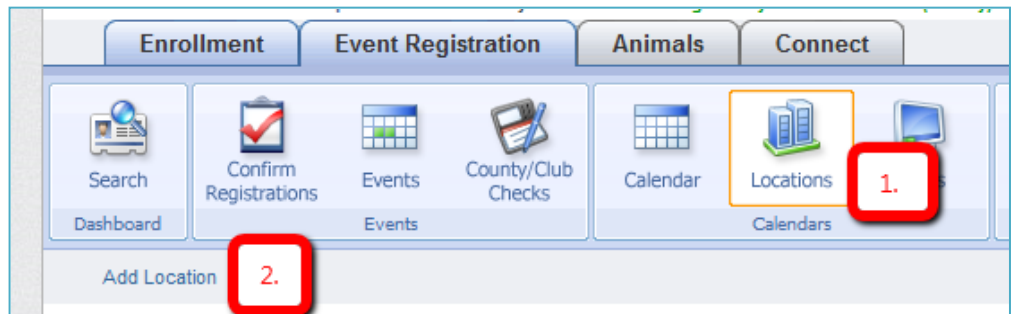 Enrollment Event Registration Animals Connect
Search
Confirm
Registrations
Events
County/Club
Checks
Calendar
Locations
1.
Dashboard
Events
Calendars
Add Location
2.